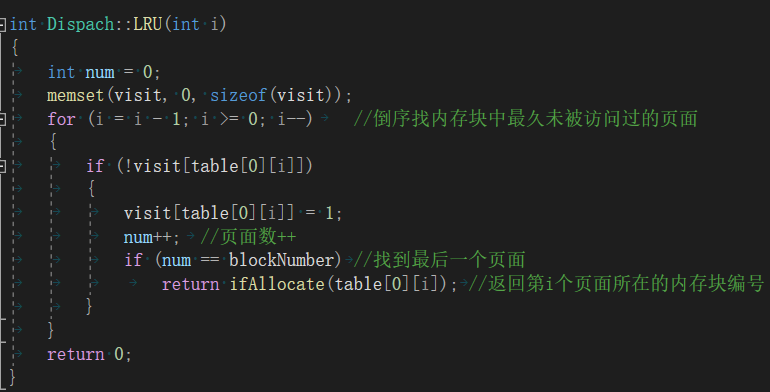 int Dispach::LRU(int i)
{
int num = 0;
memset(visit, 0, sizeof(visit));
for (i = i - 1; i >= 0; i--) //倒序找内存块中最久未被访问过的页面
{
if (!visit[table[0][i]])
{
visit[table[0][i]] = 1;
num++; //页面数++
if (num == blockNumber) //找到最后一个页面
return ifAllocate(table[0][i]); //返回第i个页面所在的内存块编号
}
}
return 0;
}